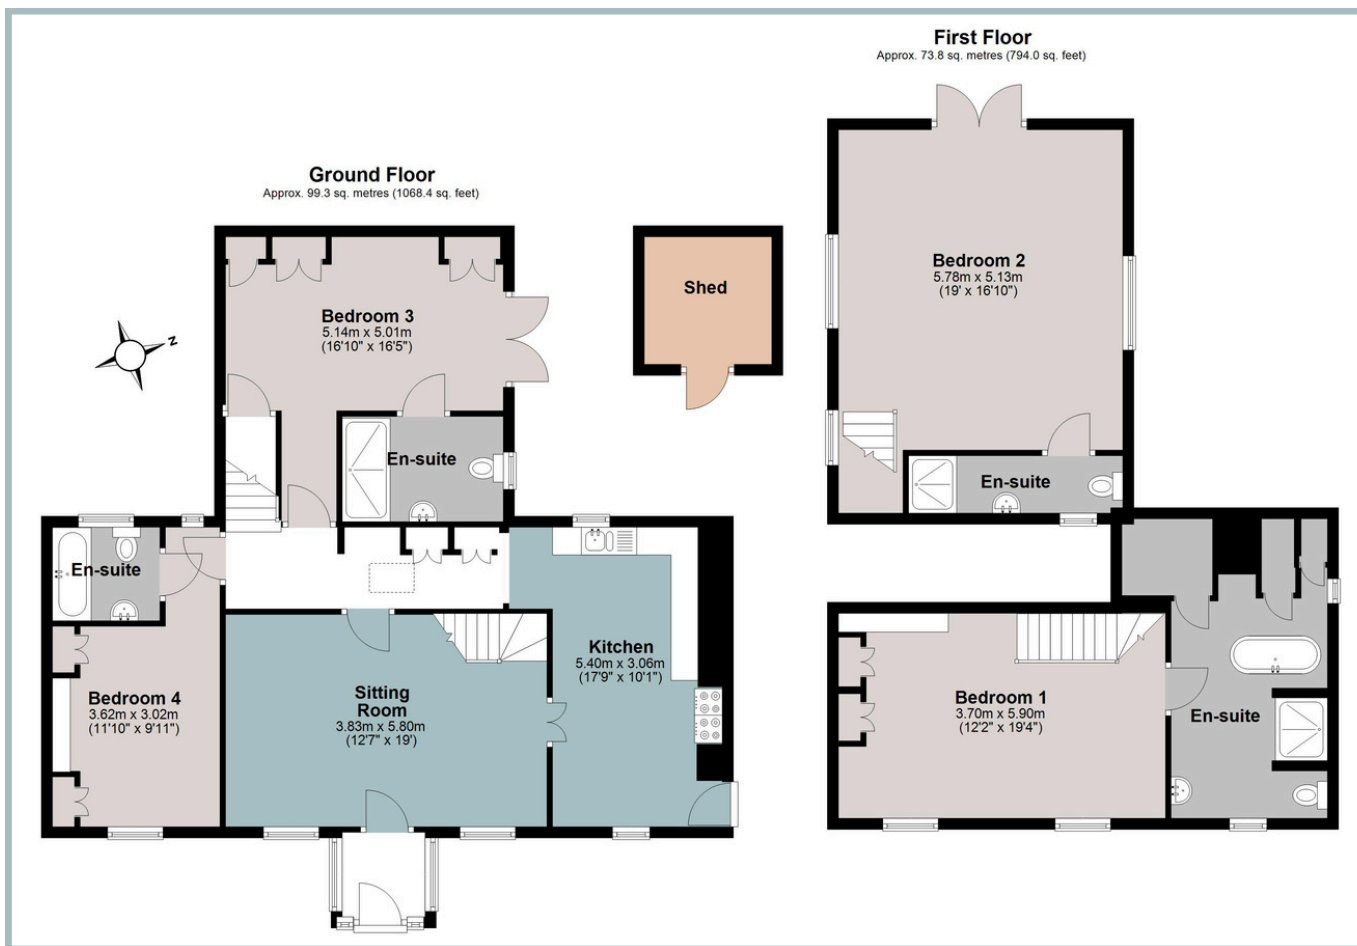 First Floor
Approx. 73.8 sq. metres (794.0 sq. feet)
Ground Floor
Approx. 99.3 sq. metres (1068.4 sq. feet)
Bedroom 2
5.78m x 5.13m
(19' x 16'10")
Shed
Bedroom 3
5.14m x 5.01m
(16'10" x 16'5")
N
En-suite
En-suite
En-suite
Kitchen
5.40m x 3.06m
(17'9" x 10'1")
Bedroom 4
3.62m x 3.02m
(11'10" x 9'11")
Sitting
Room
3.83m x 5.80m
(12'7" x 19')
Bedroom 1
3.70m x 5.90m
(12'2" x 19'4")
En-suite